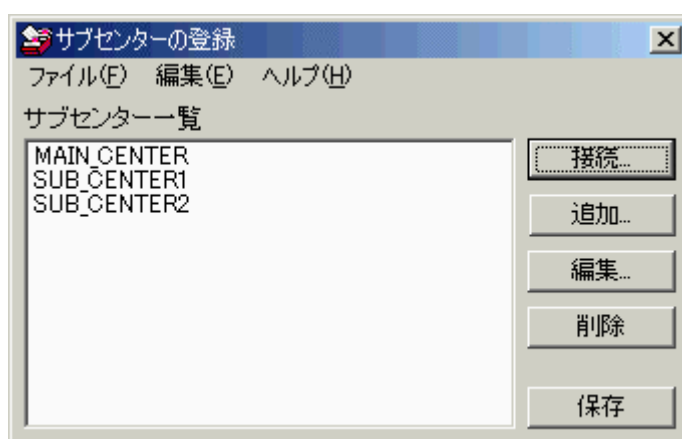 サブセンターの登録
ファイル(F) 編集(E) ヘルプ(H)
サブセンター一覧
MAIN_CENTER
SUB_CENTER1
SUB_CENTER2
接続...
追加...
編集...
削除
保存